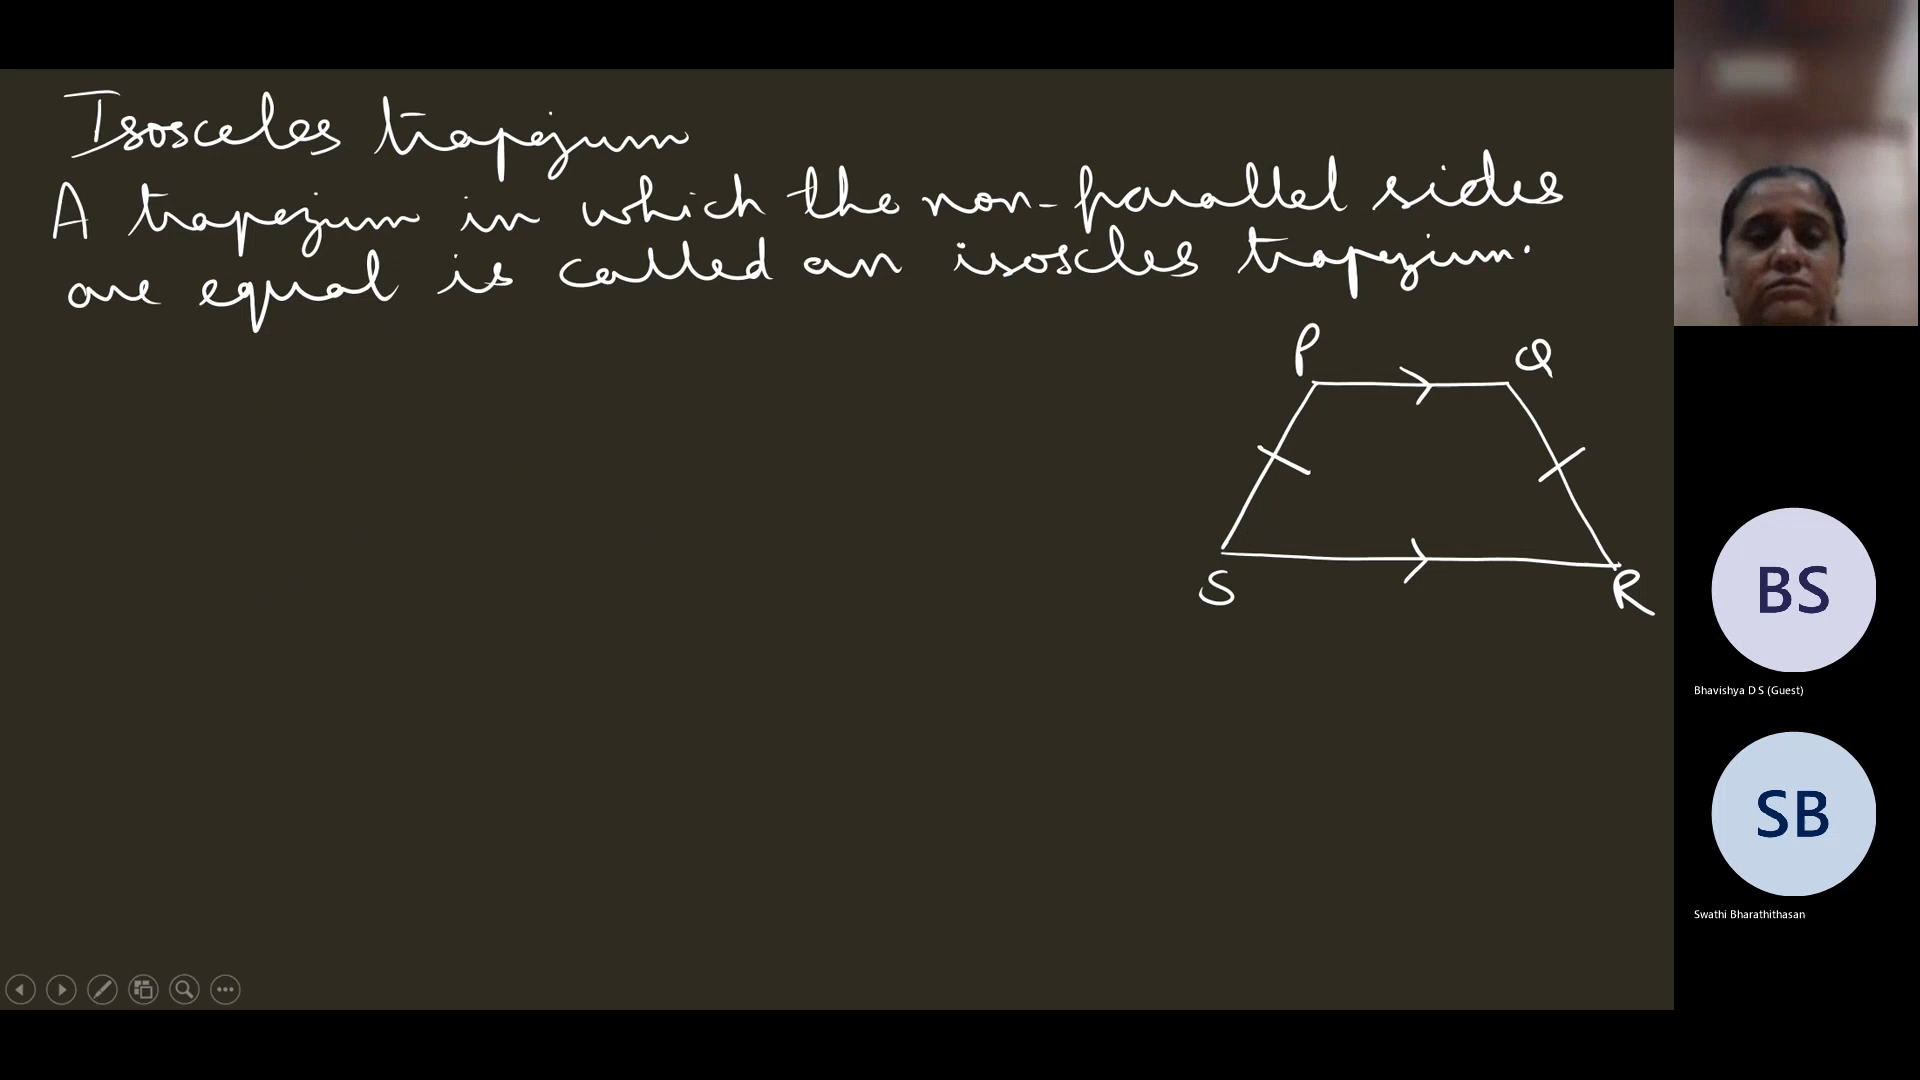 Isosceles trapezium
A trapezium in which the non-parallel sides
are equal is called an isoscles trapezium.
P
Q
S
R
BS
Bhavishya D S (Guest)
SB
Swathi Bharathithasan